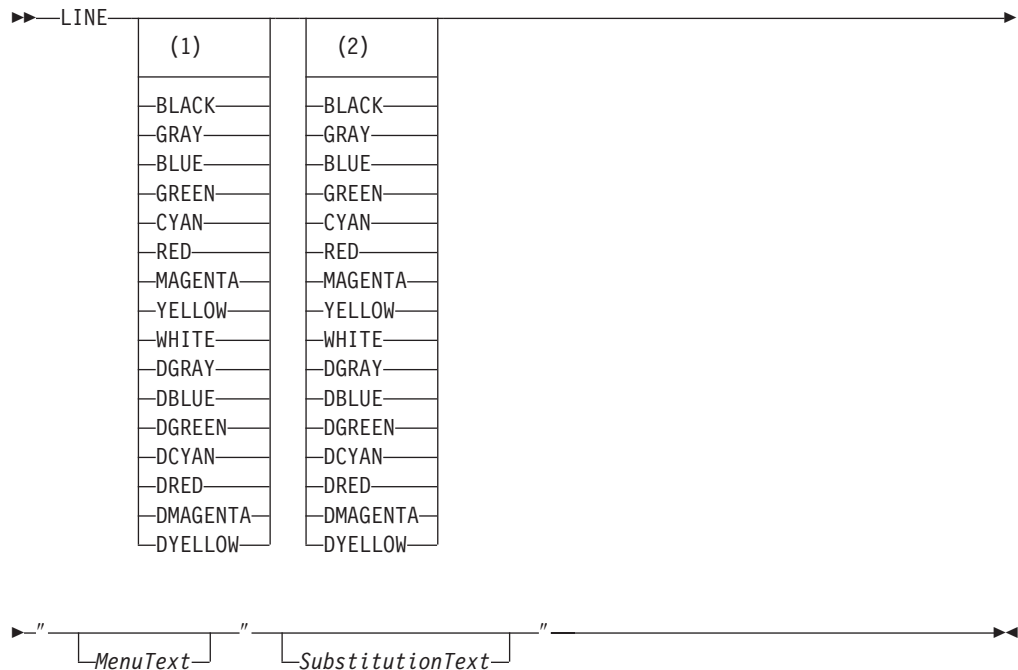 LINE
(1) (2)
BLACK BLACK
GRAY GRAY
BLUE BLUE
GREEN GREEN
CYAN CYAN
RED RED
MAGENTA MAGENTA
YELLOW YELLOW
WHITE WHITE
DGRAY DGRAY
DBLUE DBLUE
DGREEN DGREEN
DCYAN DCYAN
DRED DRED
DMAGENTA DMAGENTA
DYELLOW DYELLOW
" " "
MenuText SubstitutionText